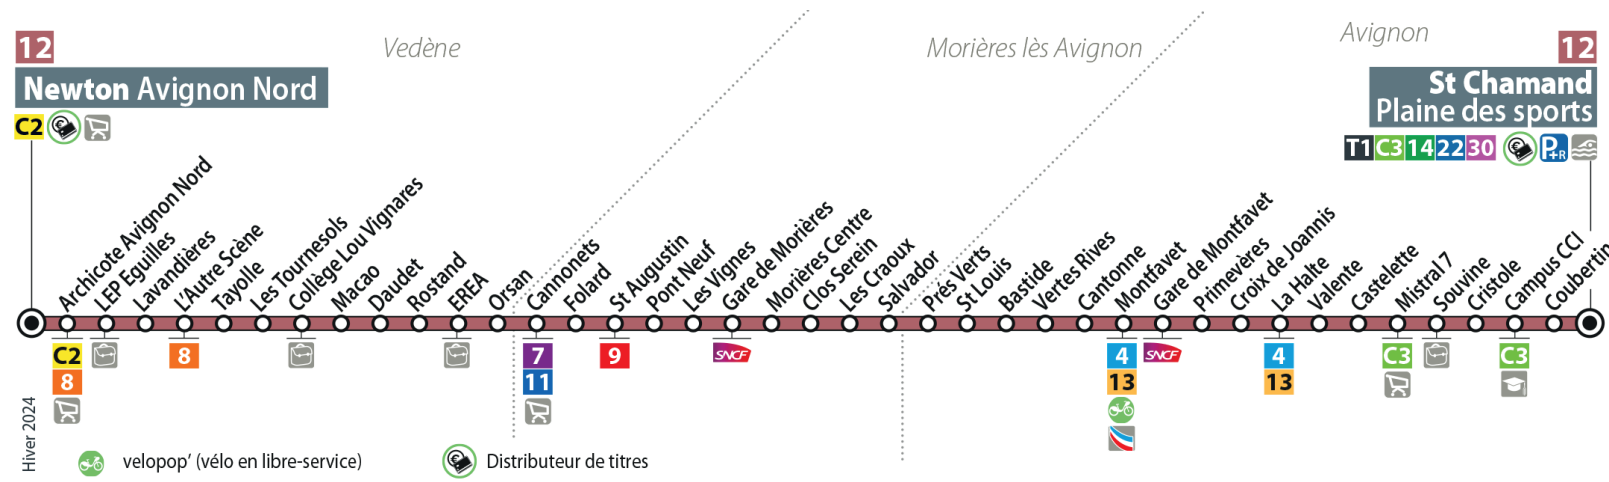 12
Newton Avignon Nord
C2
Vedène
Morières lès Avignon
Avignon
12
St Chamand
Plaine des sports
T1 C3 14 22 30 P+R
Archicote Avignon Nord
LEP Eguilles
Lavandières
L'Autre Scène
Tayolle
Les Tournesols
Collège Lou Vignares
Macao
Daudet
Rostand
EREA
Orsan
Cannonets
Folard
St Augustin
Pont Neuf
Les Vignes
Gare de Morières
Morières Centre
Clos Serein
Les Craoux
Salvador
Prés Verts
St Louis
Bastide
Vertes Rives
Cantonne
Montfavet
Gare de Montfavet
Primevères
Croix de Joannis
La Halte
Valente
Castelette
Mistral 7
Souvine
Cristole
Campus CCI
Coubertin
C2
8
8
7
11
9
SNCF
4
13
SNCF
4
13
C3
C3
Hiver 2024
velopop' (vélo en libre-service)
Distributeur de titres